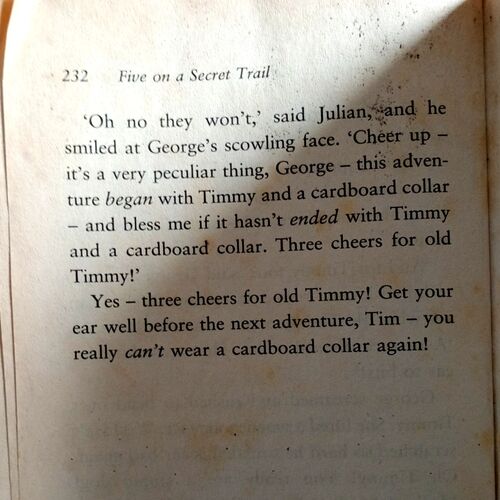 232 Five on a Secret Trail
'Oh no they won't,' said Julian, and he
smiled at George's scowling face. 'Cheer up –
it's a very peculiar thing, George – this adven-
ture began with Timmy and a cardboard collar
– and bless me if it hasn't ended with Timmy
and a cardboard collar. Three cheers for old
Timmy!'
Yes – three cheers for old Timmy! Get your
ear well before the next adventure, Tim – you
really can't wear a cardboard collar again!